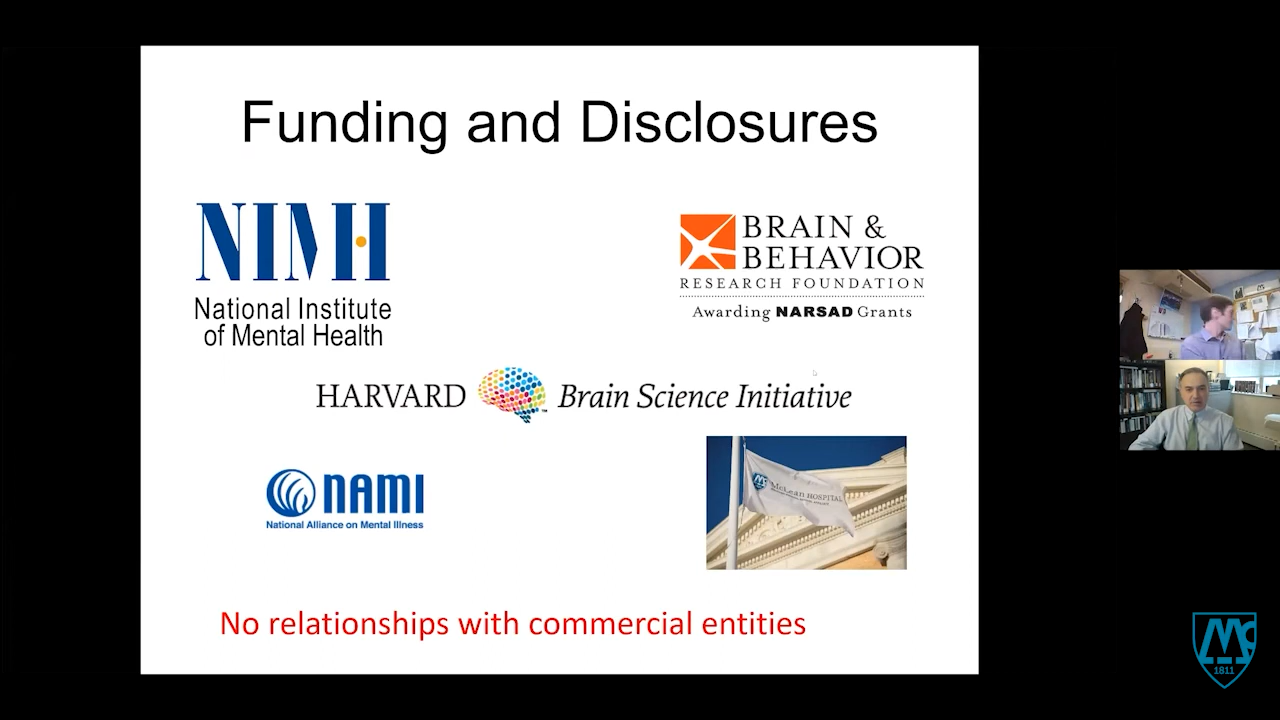 Funding and Disclosures
NIMH
National Institute
of Mental Health
BRAIN &
BEHAVIOR
RESEARCH FOUNDATION
Awarding NARSAD Grants
HARVARD Brain Science Initiative
NAMI
National Alliance on Mental Illness
McLean HOSPITAL
No relationships with commercial entities
1811